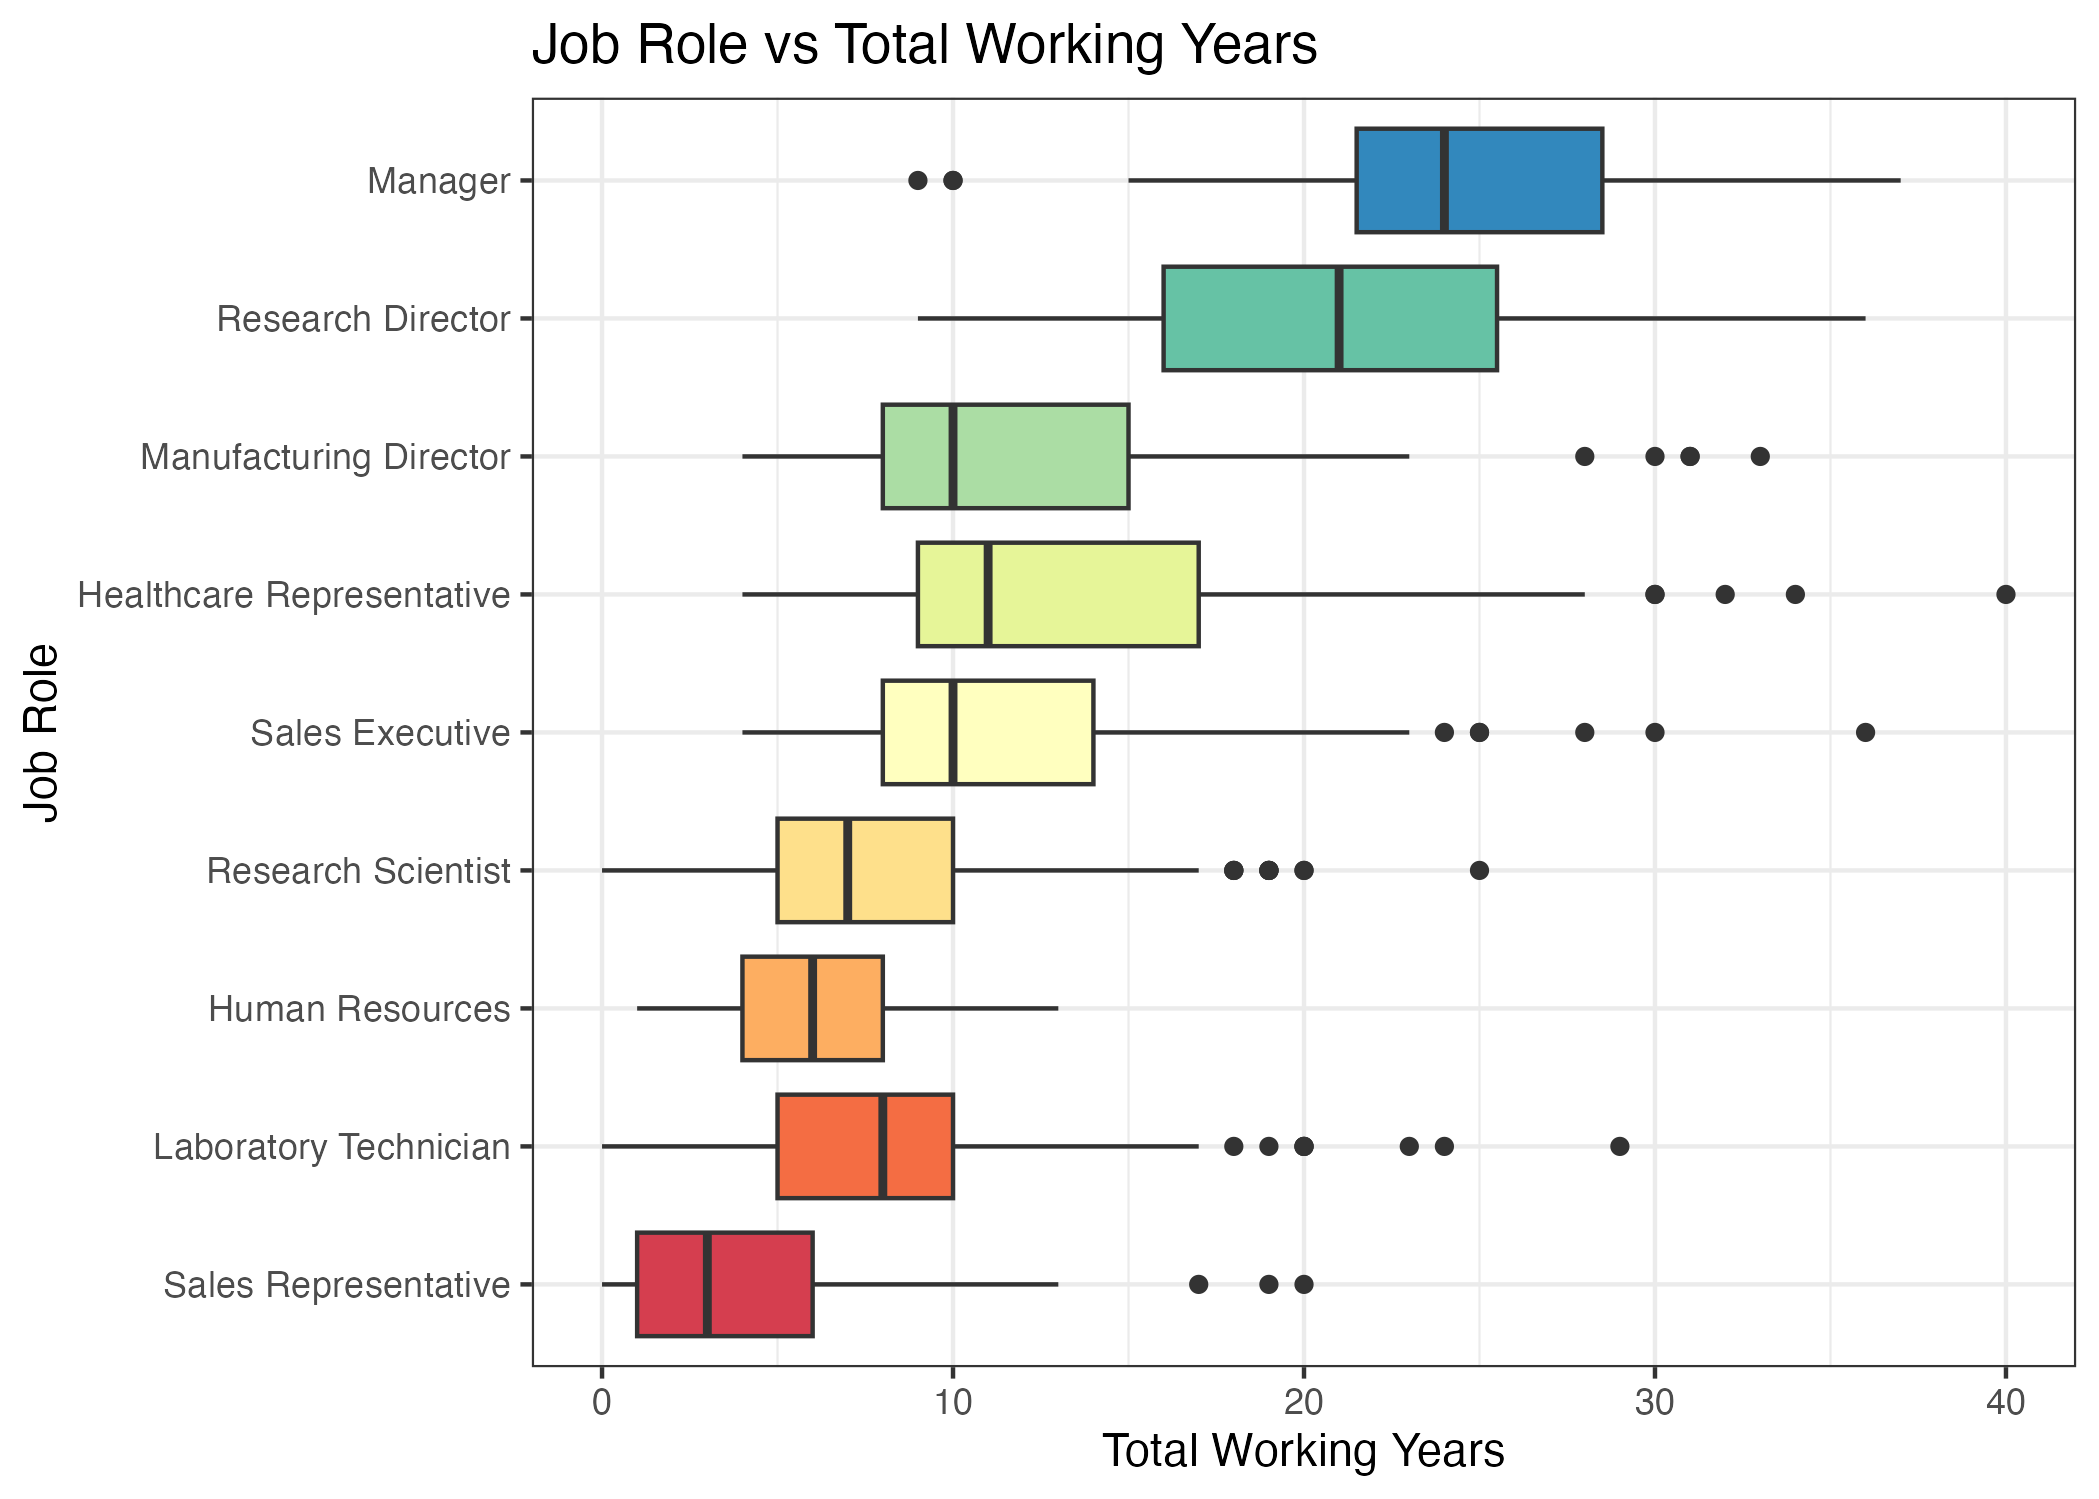 Job Role vs Total Working Years
Job Role
Manager
Research Director
Manufacturing Director
Healthcare Representative
Sales Executive
Research Scientist
Human Resources
Laboratory Technician
Sales Representative
0 10 20 30 40
Total Working Years